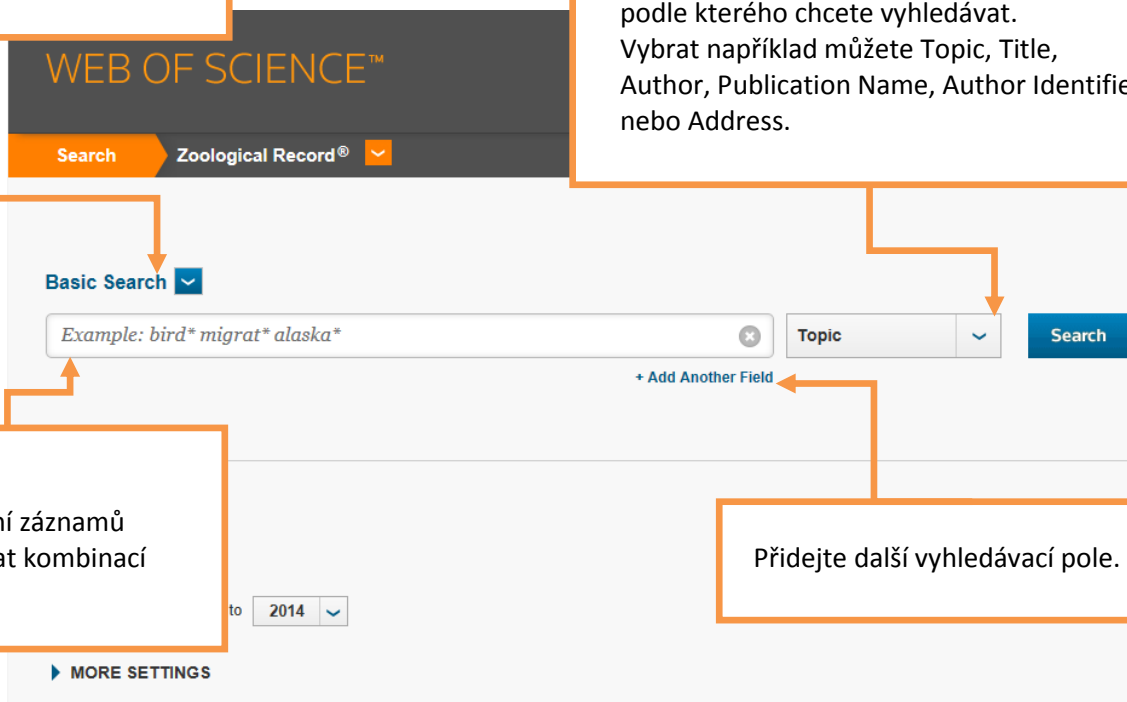 podle kterého chcete vyhledávat.
Vybrat například můžete Topic, Title,
Author, Publication Name, Author Identifie
nebo Address.
WEB OF SCIENCE™
Search
Zoological Record®
Basic Search
Example: bird* migrat* alaska*
Topic
Search
+ Add Another Field
ní záznamů
at kombinací
Přidejte další vyhledávací pole.
to 2014
MORE SETTINGS